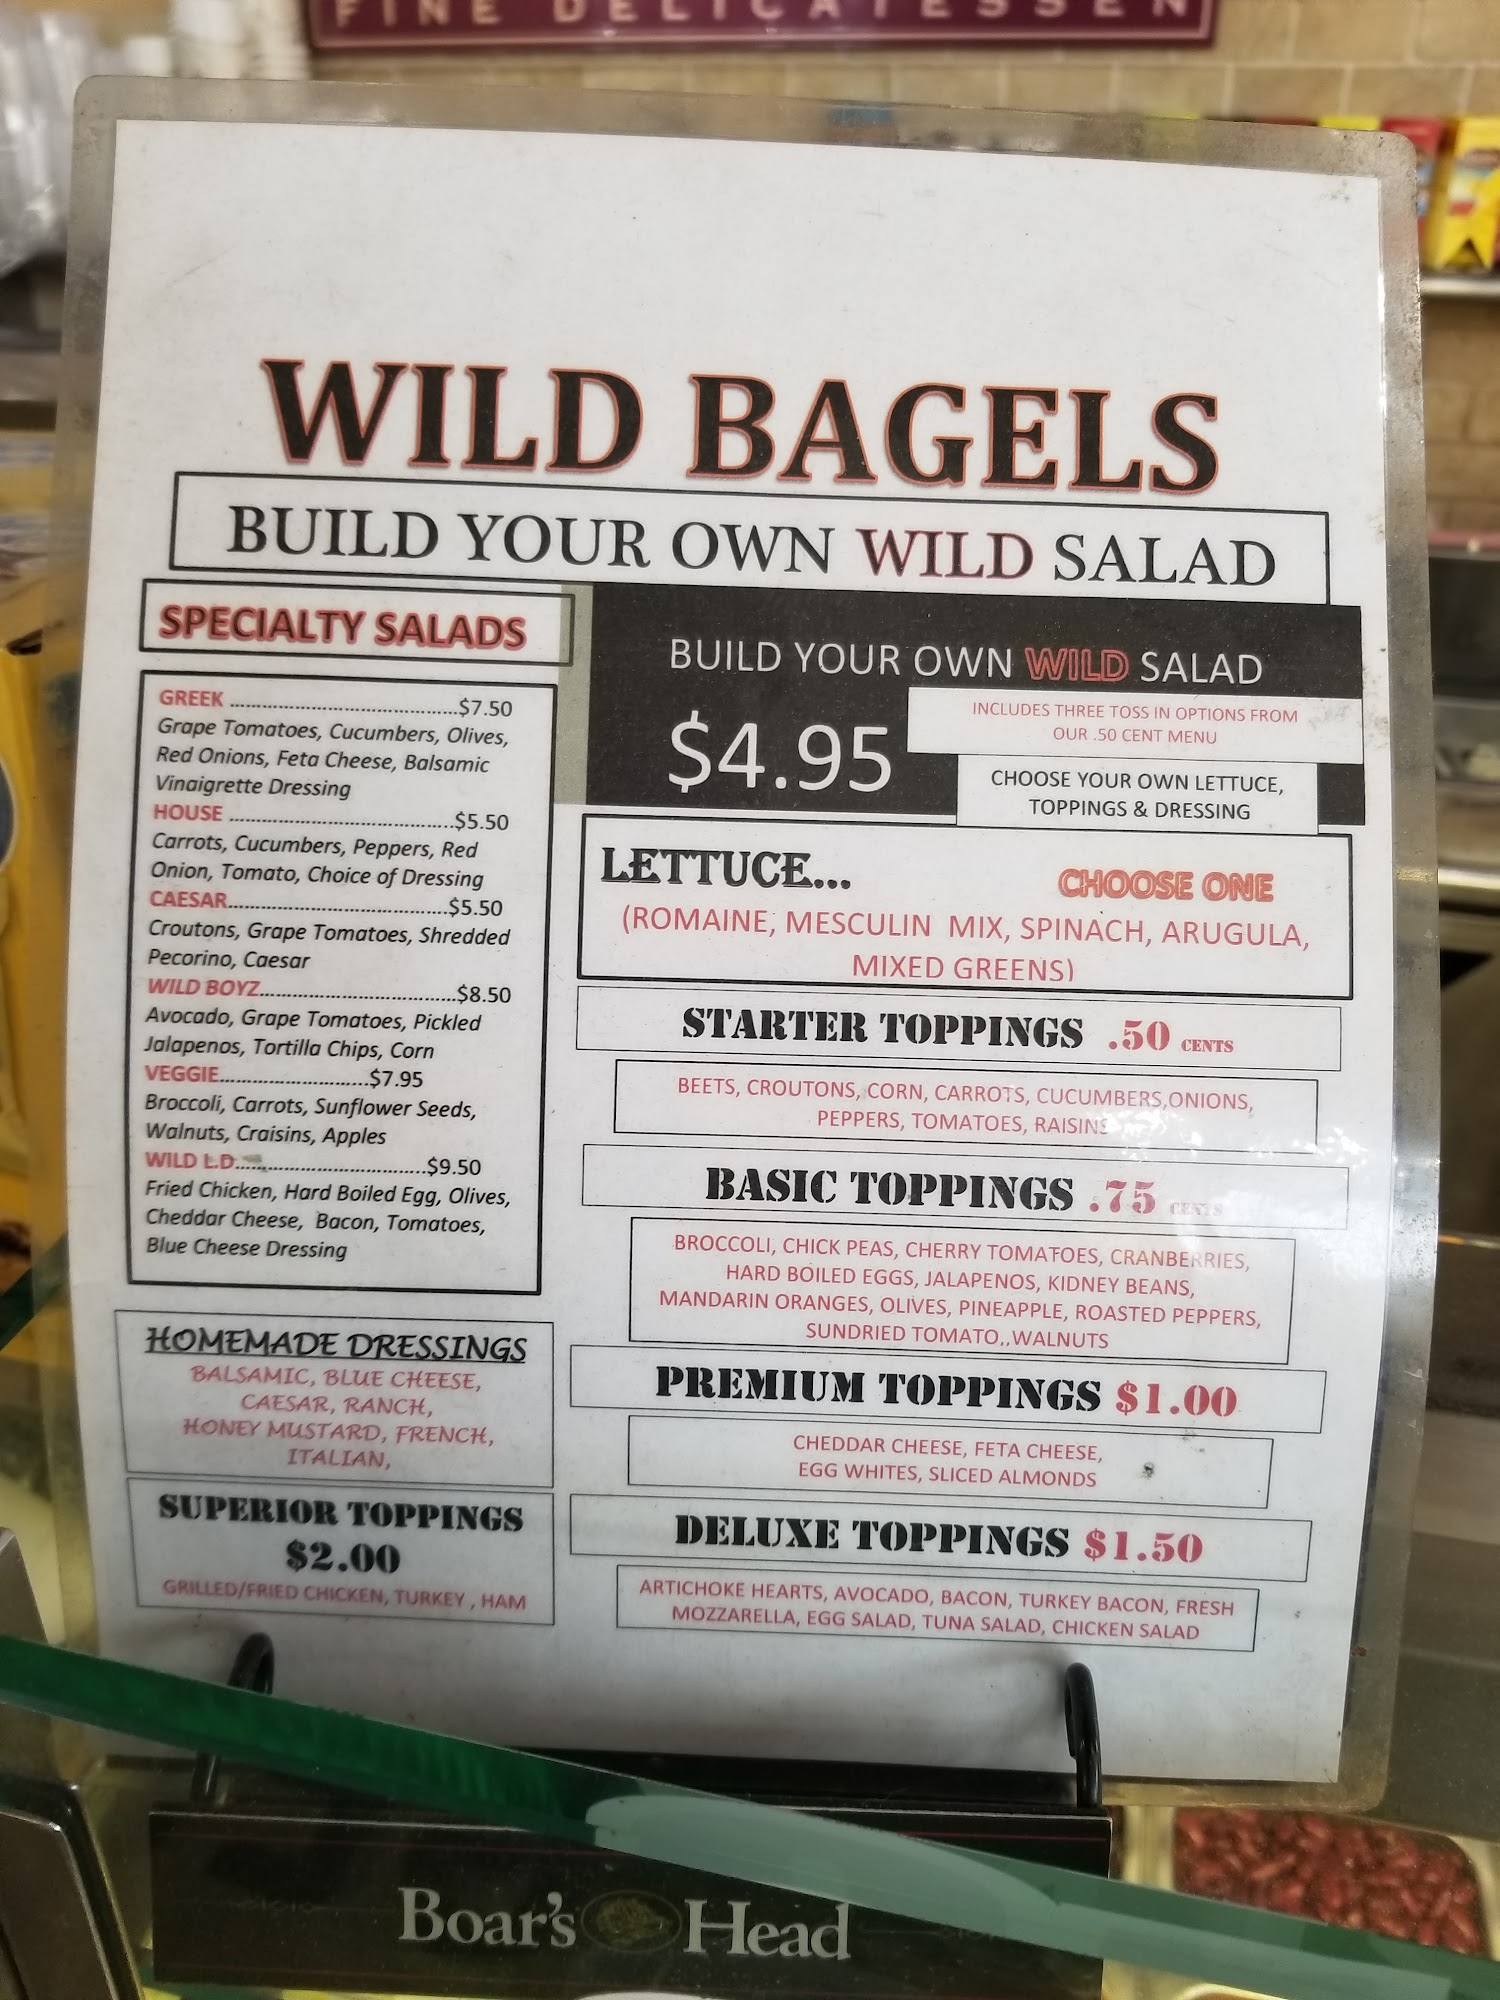 FINE DELICATESSEN
WILD BAGELS
BUILD YOUR OWN WILD SALAD
SPECIALTY SALADS
GREEK ........................................$7.50
Grape Tomatoes, Cucumbers, Olives,
Red Onions, Feta Cheese, Balsamic
Vinaigrette Dressing
HOUSE ........................................$5.50
Carrots, Cucumbers, Peppers, Red
Onion, Tomato, Choice of Dressing
CAESAR.......................................$5.50
Croutons, Grape Tomatoes, Shredded
Pecorino, Caesar
WILD BOYZ...................................$8.50
Avocado, Grape Tomatoes, Pickled
Jalapenos, Tortilla Chips, Corn
VEGGIE...........................$7.95
Broccoli, Carrots, Sunflower Seeds,
Walnuts, Craisins, Apples
WILD L.D..................................$9.50
Fried Chicken, Hard Boiled Egg, Olives,
Cheddar Cheese, Bacon, Tomatoes,
Blue Cheese Dressing
HOMEMADE DRESSINGS
BALSAMIC, BLUE CHEESE,
CAESAR, RANCH,
HONEY MUSTARD, FRENCH,
ITALIAN,
SUPERIOR TOPPINGS
$2.00
GRILLED/FRIED CHICKEN, TURKEY , HAM
BUILD YOUR OWN WILD SALAD
$4.95
INCLUDES THREE TOSS IN OPTIONS FROM
OUR .50 CENT MENU
CHOOSE YOUR OWN LETTUCE,
TOPPINGS & DRESSING
LETTUCE... CHOOSE ONE
(ROMAINE, MESCULIN MIX, SPINACH, ARUGULA,
MIXED GREENS)
STARTER TOPPINGS .50 CENTS
BEETS, CROUTONS, CORN, CARROTS, CUCUMBERS,ONIONS,
PEPPERS, TOMATOES, RAISINS
BASIC TOPPINGS .75 CENTS
BROCCOLI, CHICK PEAS, CHERRY TOMATOES, CRANBERRIES,
HARD BOILED EGGS, JALAPENOS, KIDNEY BEANS,
MANDARIN ORANGES, OLIVES, PINEAPPLE, ROASTED PEPPERS,
SUNDRIED TOMATO,,WALNUTS
PREMIUM TOPPINGS $1.00
CHEDDAR CHEESE, FETA CHEESE,
EGG WHITES, SLICED ALMONDS
DELUXE TOPPINGS $1.50
ARTICHOKE HEARTS, AVOCADO, BACON, TURKEY BACON, FRESH
MOZZARELLA, EGG SALAD, TUNA SALAD, CHICKEN SALAD
Boar's Head